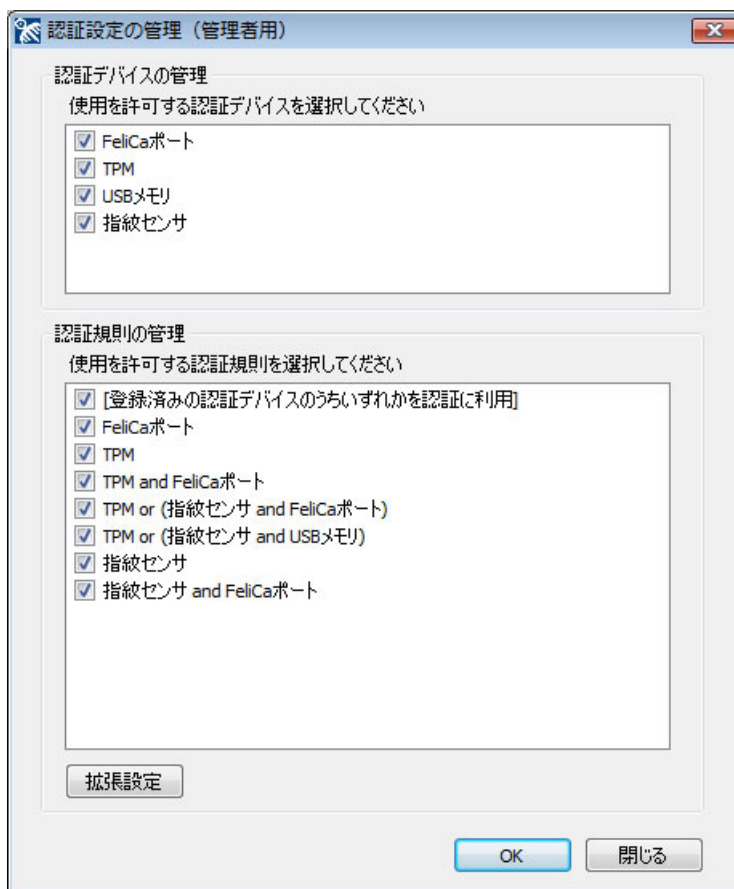 認証設定の管理（管理者用）
認証デバイスの管理
使用を許可する認証デバイスを選択してください
FeliCaポート
TPM
USBメモリ
指紋センサ
認証規則の管理
使用を許可する認証規則を選択してください
[登録済みの認証デバイスのうちいずれかを認証に利用]
FeliCaポート
TPM
TPM and FeliCaポート
TPM or (指紋センサ and FeliCaポート)
TPM or (指紋センサ and USBメモリ)
指紋センサ
指紋センサ and FeliCaポート
拡張設定
OK
閉じる